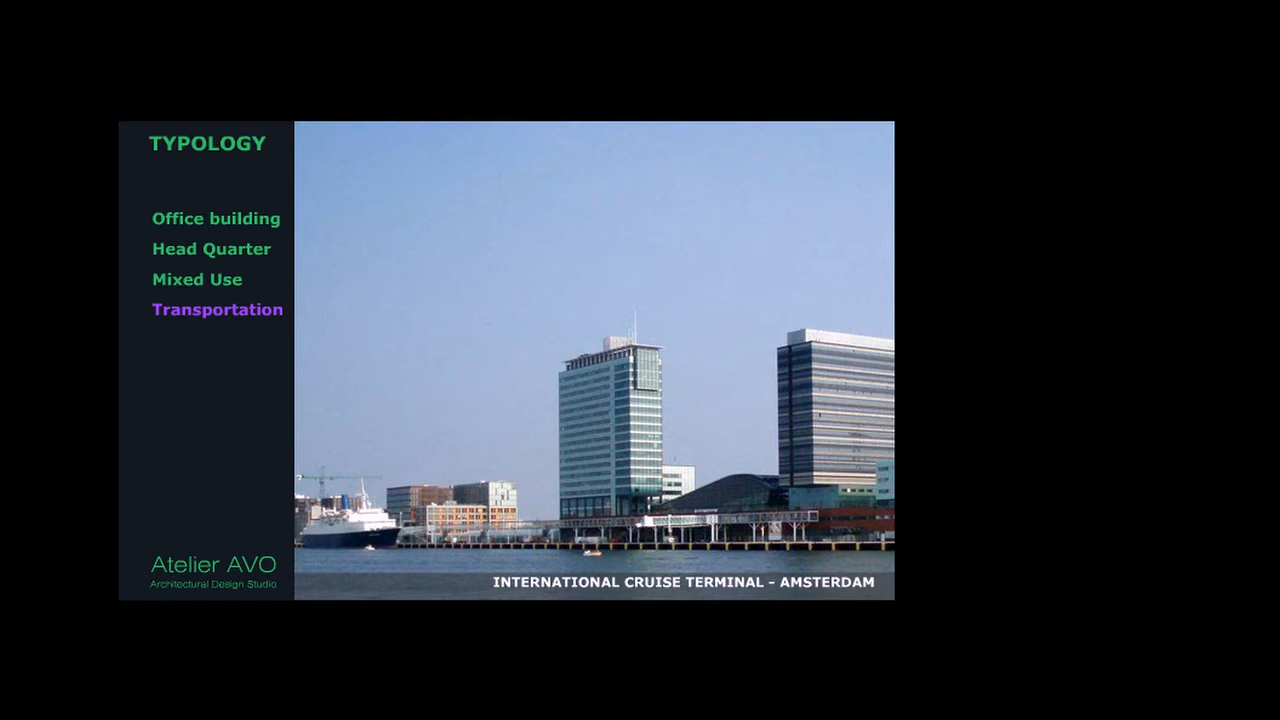 TYPOLOGY
Office building
Head Quarter
Mixed Use
Transportation
Atelier AVO
Architectural Design Studio
INTERNATIONAL CRUISE TERMINAL - AMSTERDAM